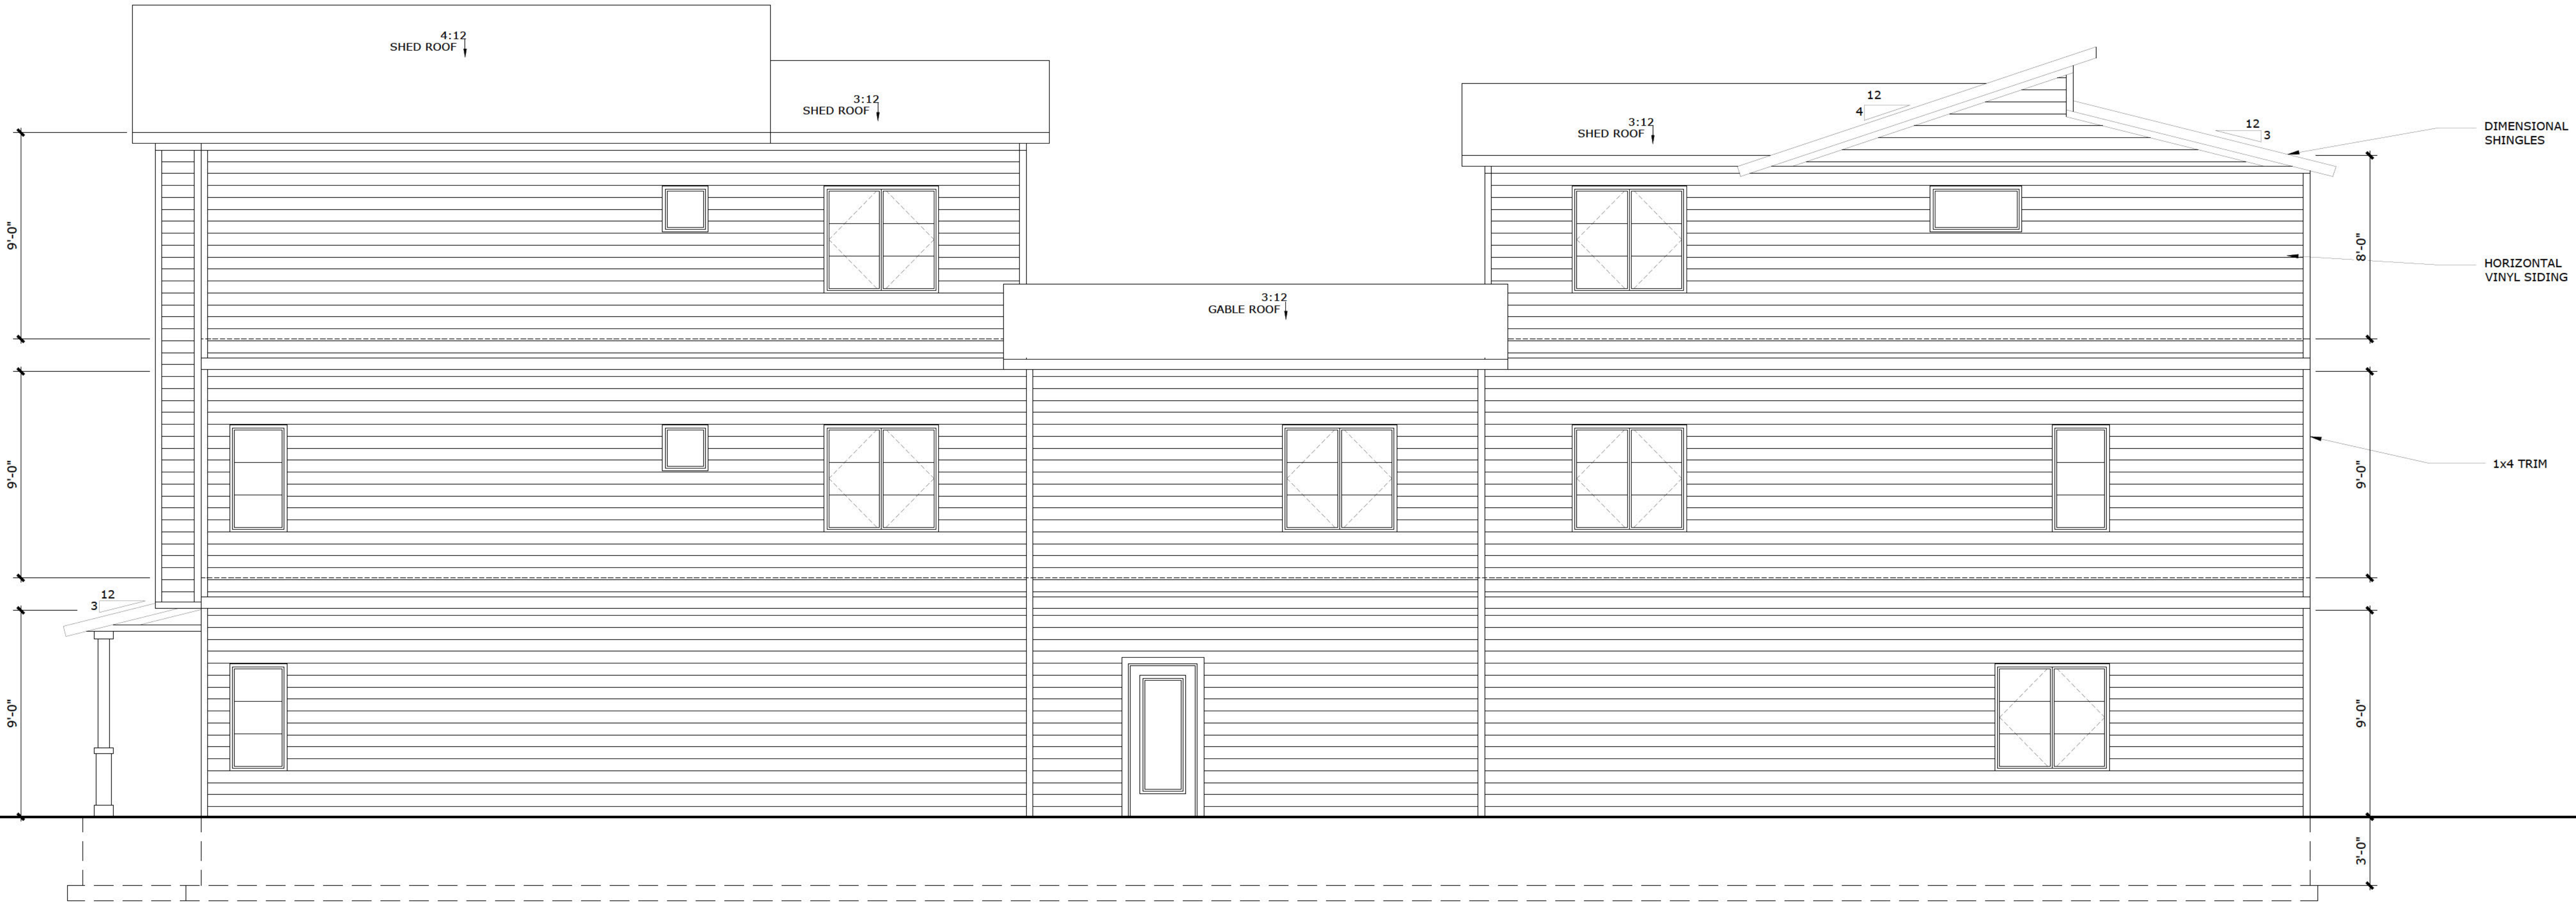 4:12
SHED ROOF
3:12
SHED ROOF
3:12
SHED ROOF
12
4
12
3
DIMENSIONAL
SHINGLES
9'-0"
8'-0"
HORIZONTAL
VINYL SIDING
3:12
GABLE ROOF
9'-0"
9'-0"
1x4 TRIM
12
3
9'-0"
9'-0"
3'-0"